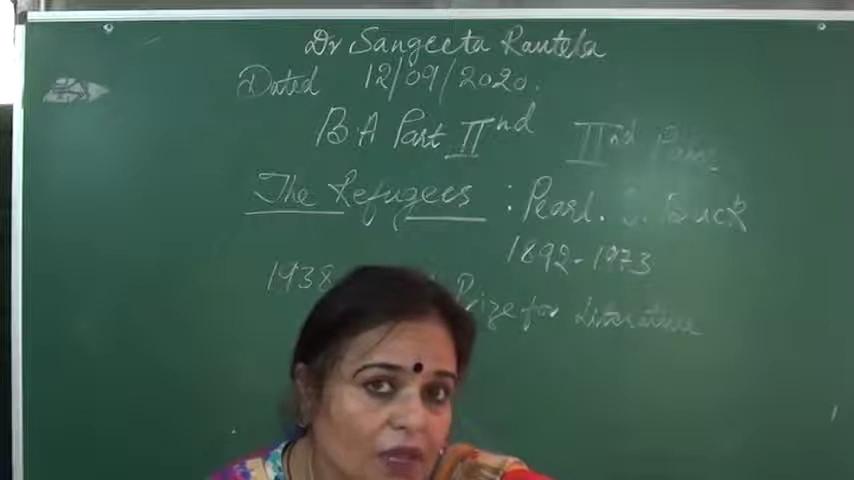 Dr Sangeeta Rautela
Dated 12/09/2020.
B A Part IInd IInd
The Refugees : Pearl. S. Buck
1892-1973
1938 Prize for Literature